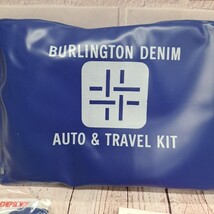 BURLINGTON DENIM
AUTO & TRAVEL KIT